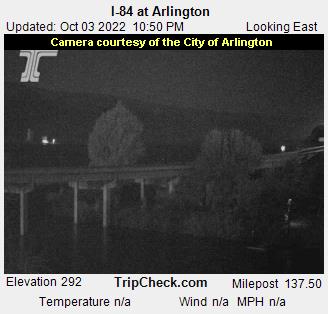 I-84 at Arlington
Updated: Oct 03 2022 10:50 PM Looking East
Camera courtesy of the City of Arlington
Elevation 292 TripCheck.com Milepost 137.50
Temperature n/a Wind n/a MPH n/a